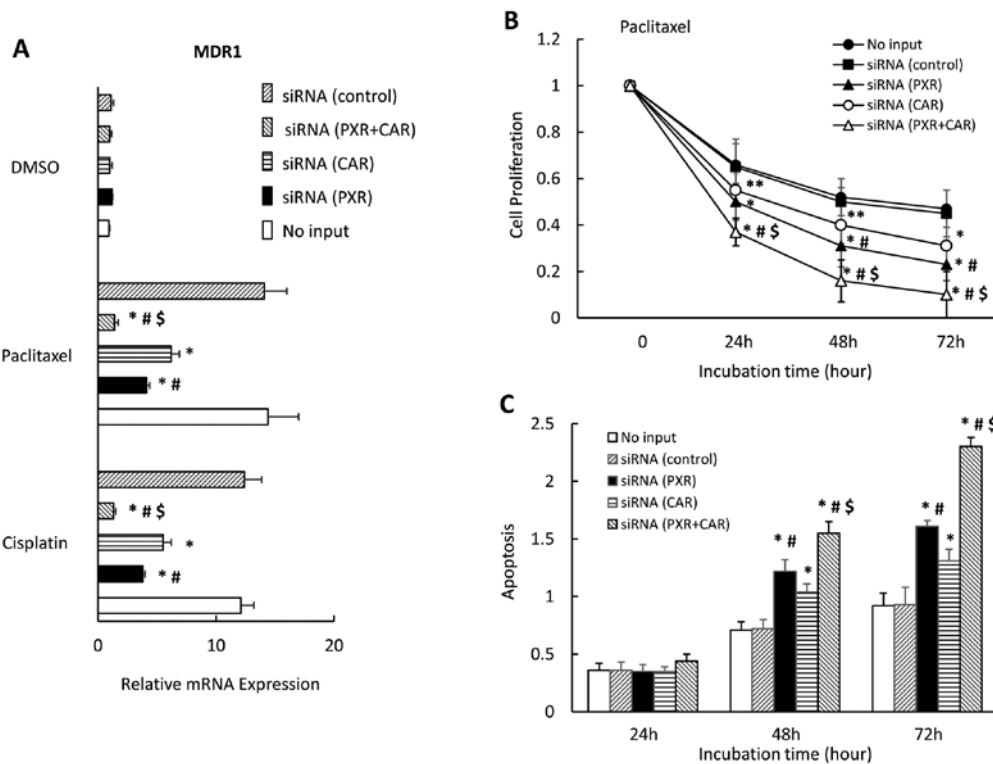 A
MDR1
siRNA (control)
siRNA (PXR+CAR)
siRNA (CAR)
siRNA (PXR)
No input
DMSO
* # $
Paclitaxel
*
* #
* # $
Cisplatin
*
* #
0
10
20
Relative mRNA Expression
B
Paclitaxel
No input
siRNA (control)
siRNA (PXR)
siRNA (CAR)
siRNA (PXR+CAR)
Cell Proliferation
1.2
1
0.8
0.6
0.4
0.2
0
**
*
* # $
**
* #
* # $
*
* #
* # $
0
24h
48h
72h
Incubation time (hour)
C
No input
siRNA (control)
siRNA (PXR)
siRNA (CAR)
siRNA (PXR+CAR)
Apoptosis
2.5
2
1.5
1
0.5
0
* #
*
* # $
* #
*
* # $
24h
48h
72h
Incubation time (hour)